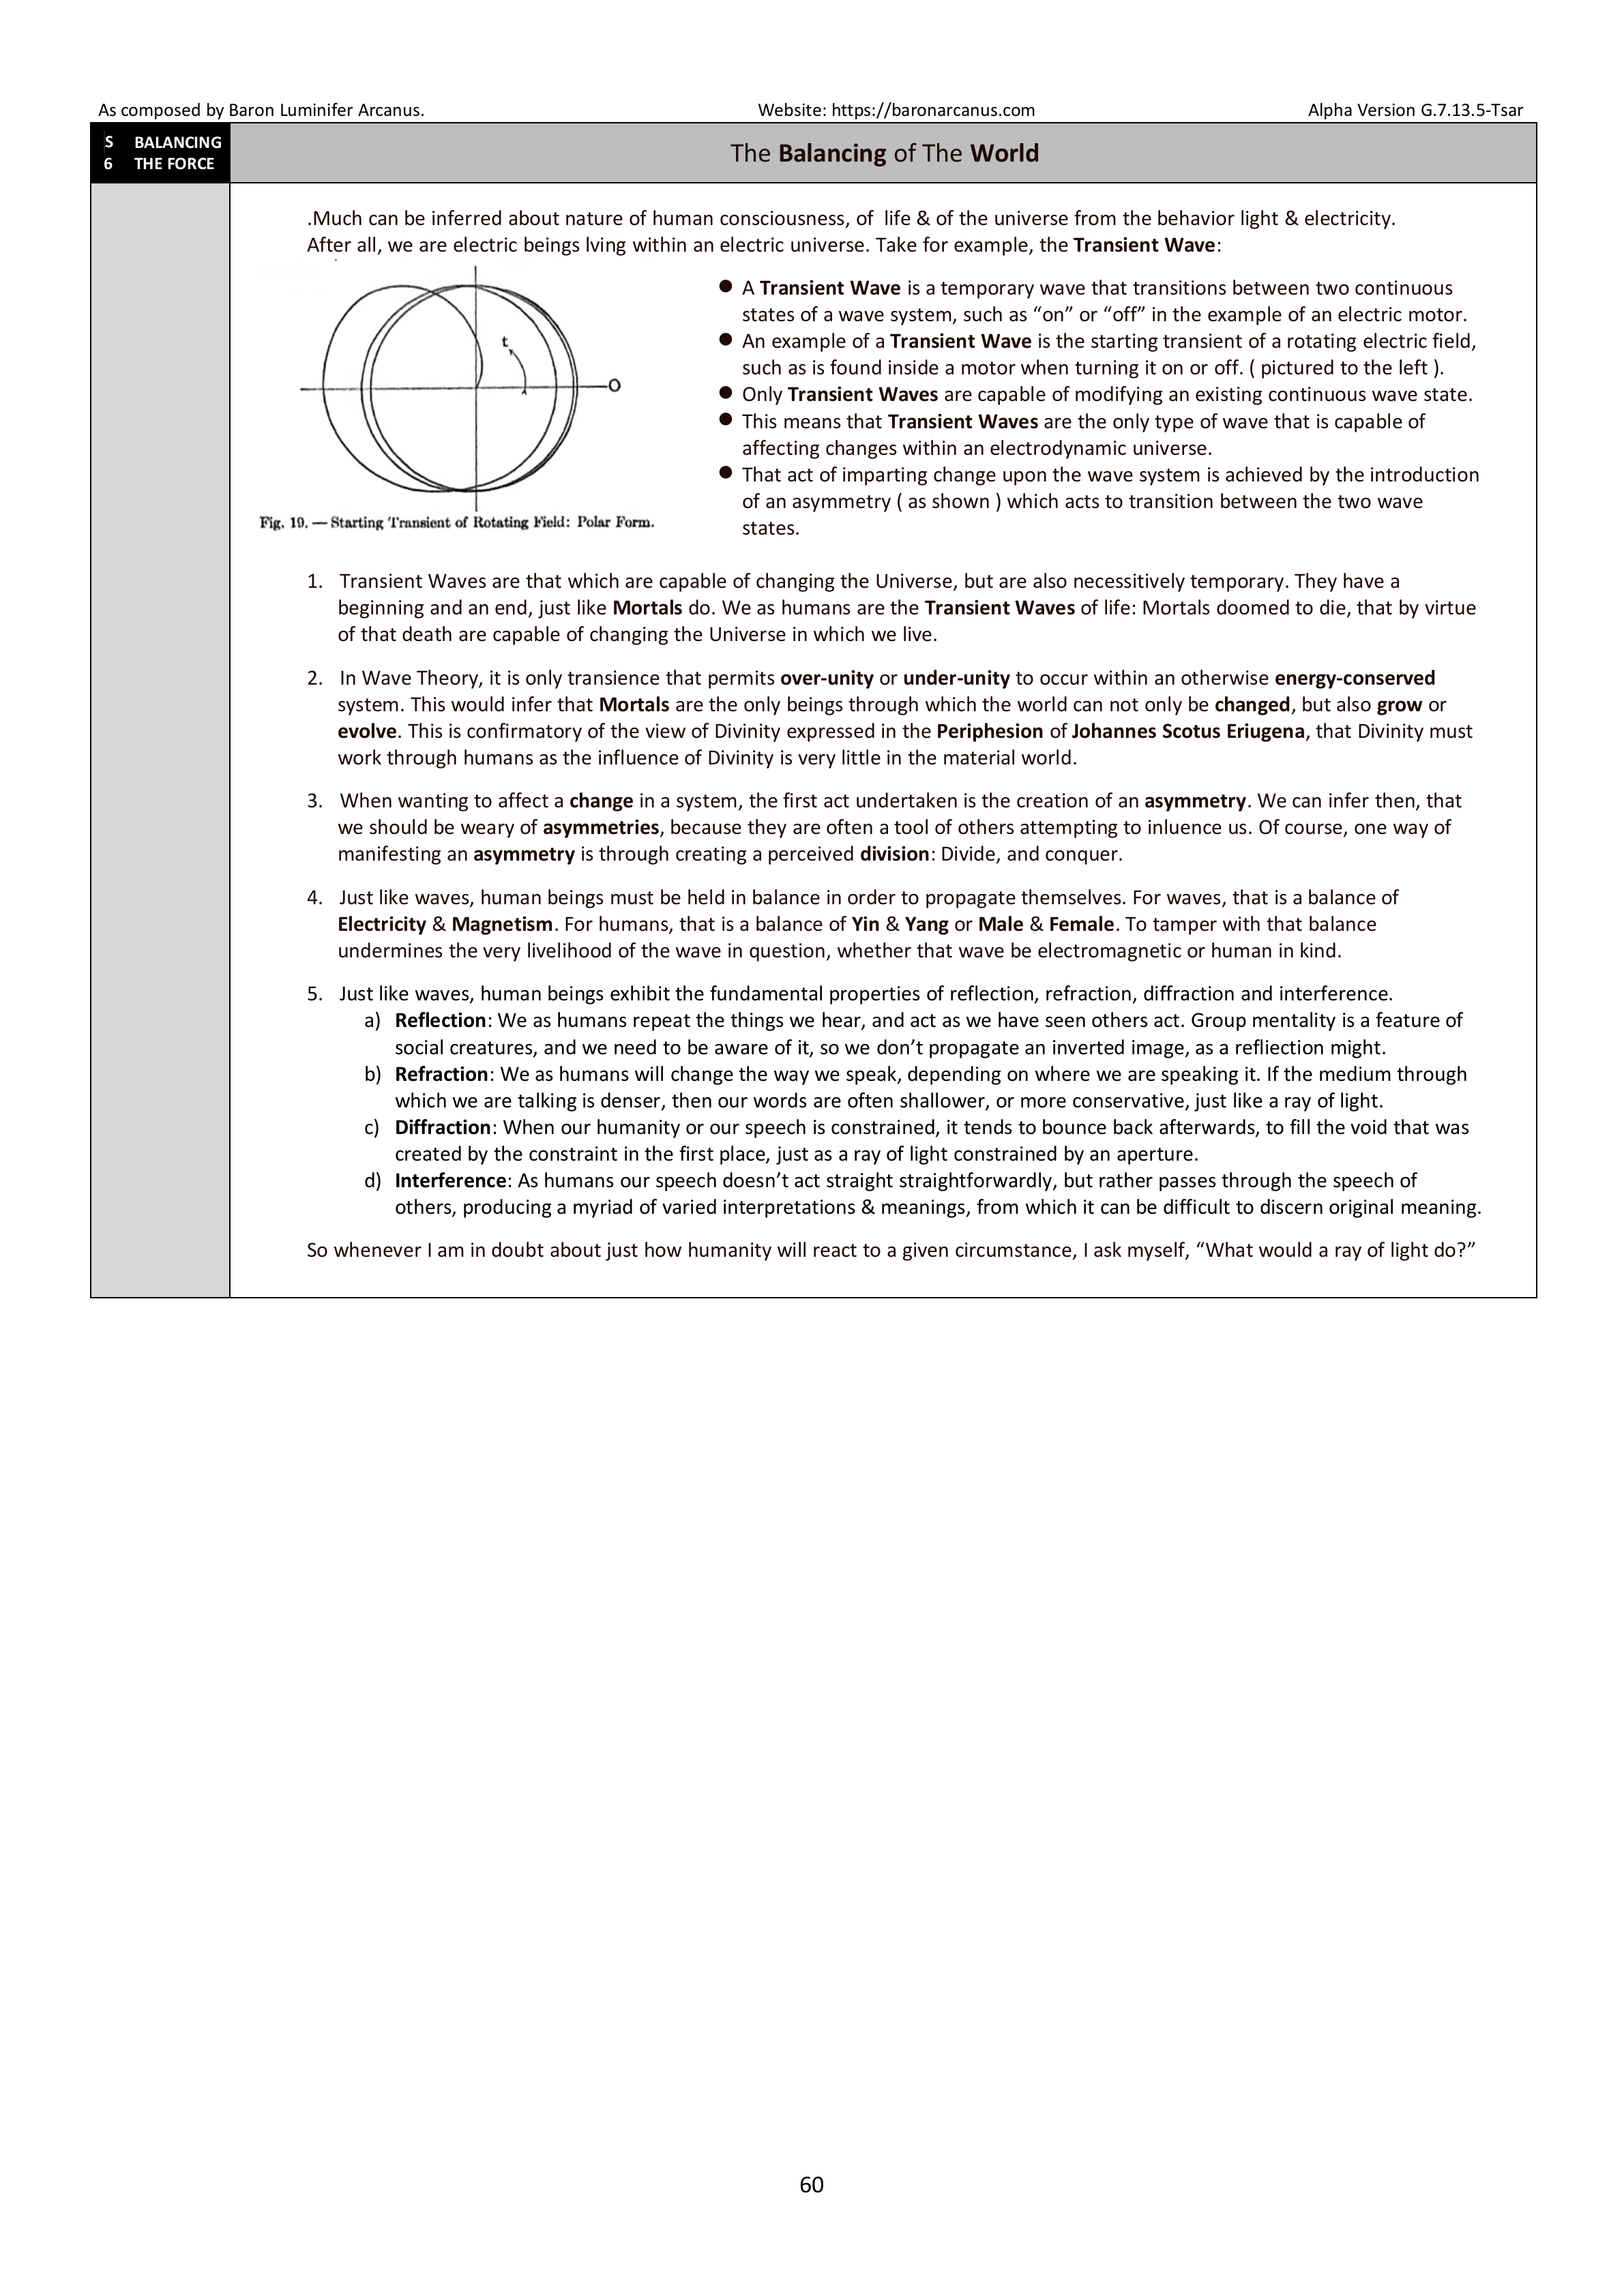 As composed by Baron Luminifer Arcanus. Website: https://baronarcanus.com Alpha Version G.7.13.5-Tsar
S BALANCING
6 THE FORCE
The Balancing of The World
.Much can be inferred about nature of human consciousness, of life & of the universe from the behavior light & electricity.
After all, we are electric beings lving within an electric universe. Take for example, the Transient Wave:
t
O
Fig. 19. — Starting Transient of Rotating Field: Polar Form.
● A Transient Wave is a temporary wave that transitions between two continuous
states of a wave system, such as “on” or “off” in the example of an electric motor.
● An example of a Transient Wave is the starting transient of a rotating electric field,
such as is found inside a motor when turning it on or off. ( pictured to the left ).
● Only Transient Waves are capable of modifying an existing continuous wave state.
● This means that Transient Waves are the only type of wave that is capable of
affecting changes within an electrodynamic universe.
● That act of imparting change upon the wave system is achieved by the introduction
of an asymmetry ( as shown ) which acts to transition between the two wave
states.
1. Transient Waves are that which are capable of changing the Universe, but are also necessitively temporary. They have a
beginning and an end, just like Mortals do. We as humans are the Transient Waves of life: Mortals doomed to die, that by virtue
of that death are capable of changing the Universe in which we live.
2. In Wave Theory, it is only transience that permits over-unity or under-unity to occur within an otherwise energy-conserved
system. This would infer that Mortals are the only beings through which the world can not only be changed, but also grow or
evolve. This is confirmatory of the view of Divinity expressed in the Periphesion of Johannes Scotus Eriugena, that Divinity must
work through humans as the influence of Divinity is very little in the material world.
3. When wanting to affect a change in a system, the first act undertaken is the creation of an asymmetry. We can infer then, that
we should be weary of asymmetries, because they are often a tool of others attempting to inluence us. Of course, one way of
manifesting an asymmetry is through creating a perceived division: Divide, and conquer.
4. Just like waves, human beings must be held in balance in order to propagate themselves. For waves, that is a balance of
Electricity & Magnetism. For humans, that is a balance of Yin & Yang or Male & Female. To tamper with that balance
undermines the very livelihood of the wave in question, whether that wave be electromagnetic or human in kind.
5. Just like waves, human beings exhibit the fundamental properties of reflection, refraction, diffraction and interference.
a) Reflection: We as humans repeat the things we hear, and act as we have seen others act. Group mentality is a feature of
social creatures, and we need to be aware of it, so we don’t propagate an inverted image, as a refliection might.
b) Refraction: We as humans will change the way we speak, depending on where we are speaking it. If the medium through
which we are talking is denser, then our words are often shallower, or more conservative, just like a ray of light.
c) Diffraction: When our humanity or our speech is constrained, it tends to bounce back afterwards, to fill the void that was
created by the constraint in the first place, just as a ray of light constrained by an aperture.
d) Interference: As humans our speech doesn’t act straight straightforwardly, but rather passes through the speech of
others, producing a myriad of varied interpretations & meanings, from which it can be difficult to discern original meaning.
So whenever I am in doubt about just how humanity will react to a given circumstance, I ask myself, “What would a ray of light do?”
60